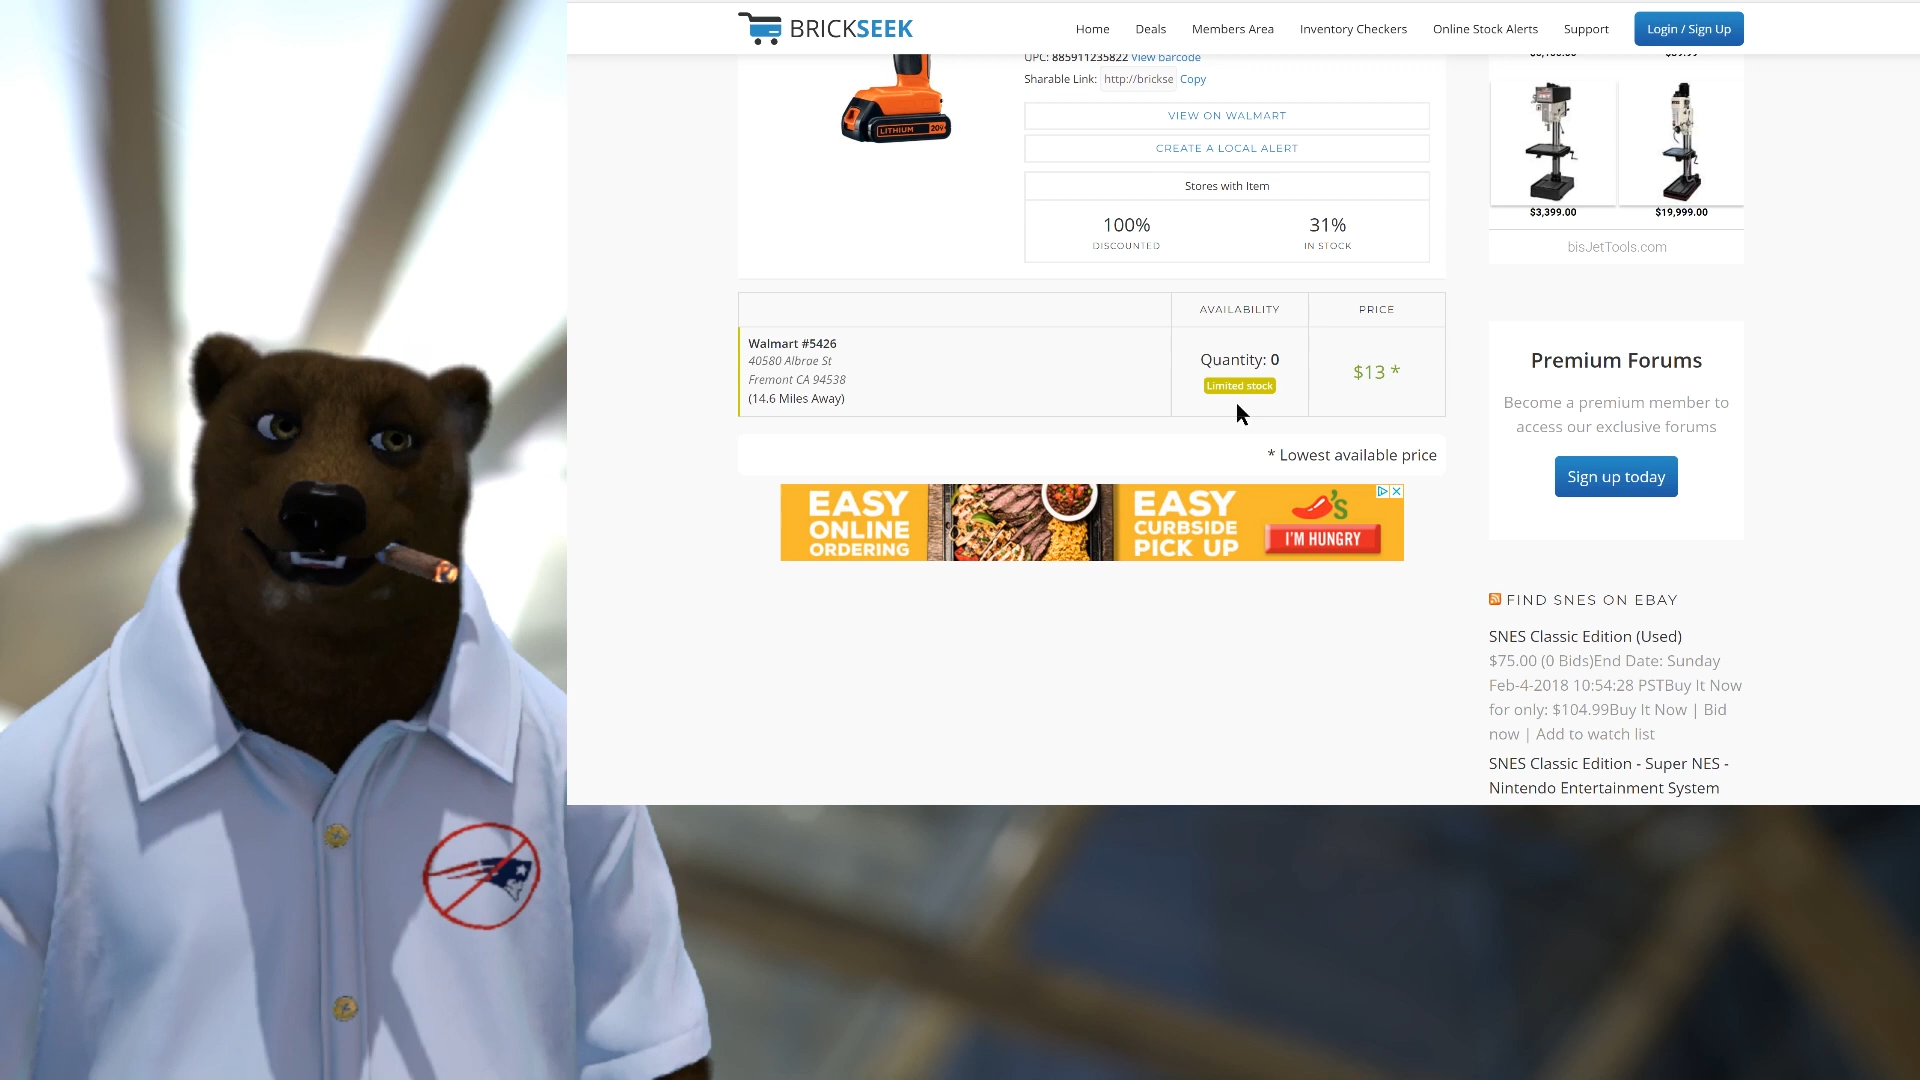 BRICKSEEK
Home Deals Members Area Inventory Checkers Online Stock Alerts Support Login / Sign Up
UPC: 885911235822 View barcode
Sharable Link: http://brickse Copy
VIEW ON WALMART
CREATE A LOCAL ALERT
Stores with Item
100% 31%
DISCOUNTED IN STOCK
LITHIUM 20V
AVAILABILITY PRICE
Walmart #5426
40580 Albrae St
Fremont CA 94538
(14.6 Miles Away)
Quantity: 0
Limited stock
$13 *
* Lowest available price
EASY
ONLINE
ORDERING
EASY
CURBSIDE
PICK UP
I'M HUNGRY
$3,399.00 $19,999.00
bisJetTools.com
Premium Forums
Become a premium member to
access our exclusive forums
Sign up today
FIND SNES ON EBAY
SNES Classic Edition (Used)
$75.00 (0 Bids)End Date: Sunday
Feb-4-2018 10:54:28 PSTBuy It Now
for only: $104.99Buy It Now | Bid
now | Add to watch list
SNES Classic Edition - Super NES -
Nintendo Entertainment System